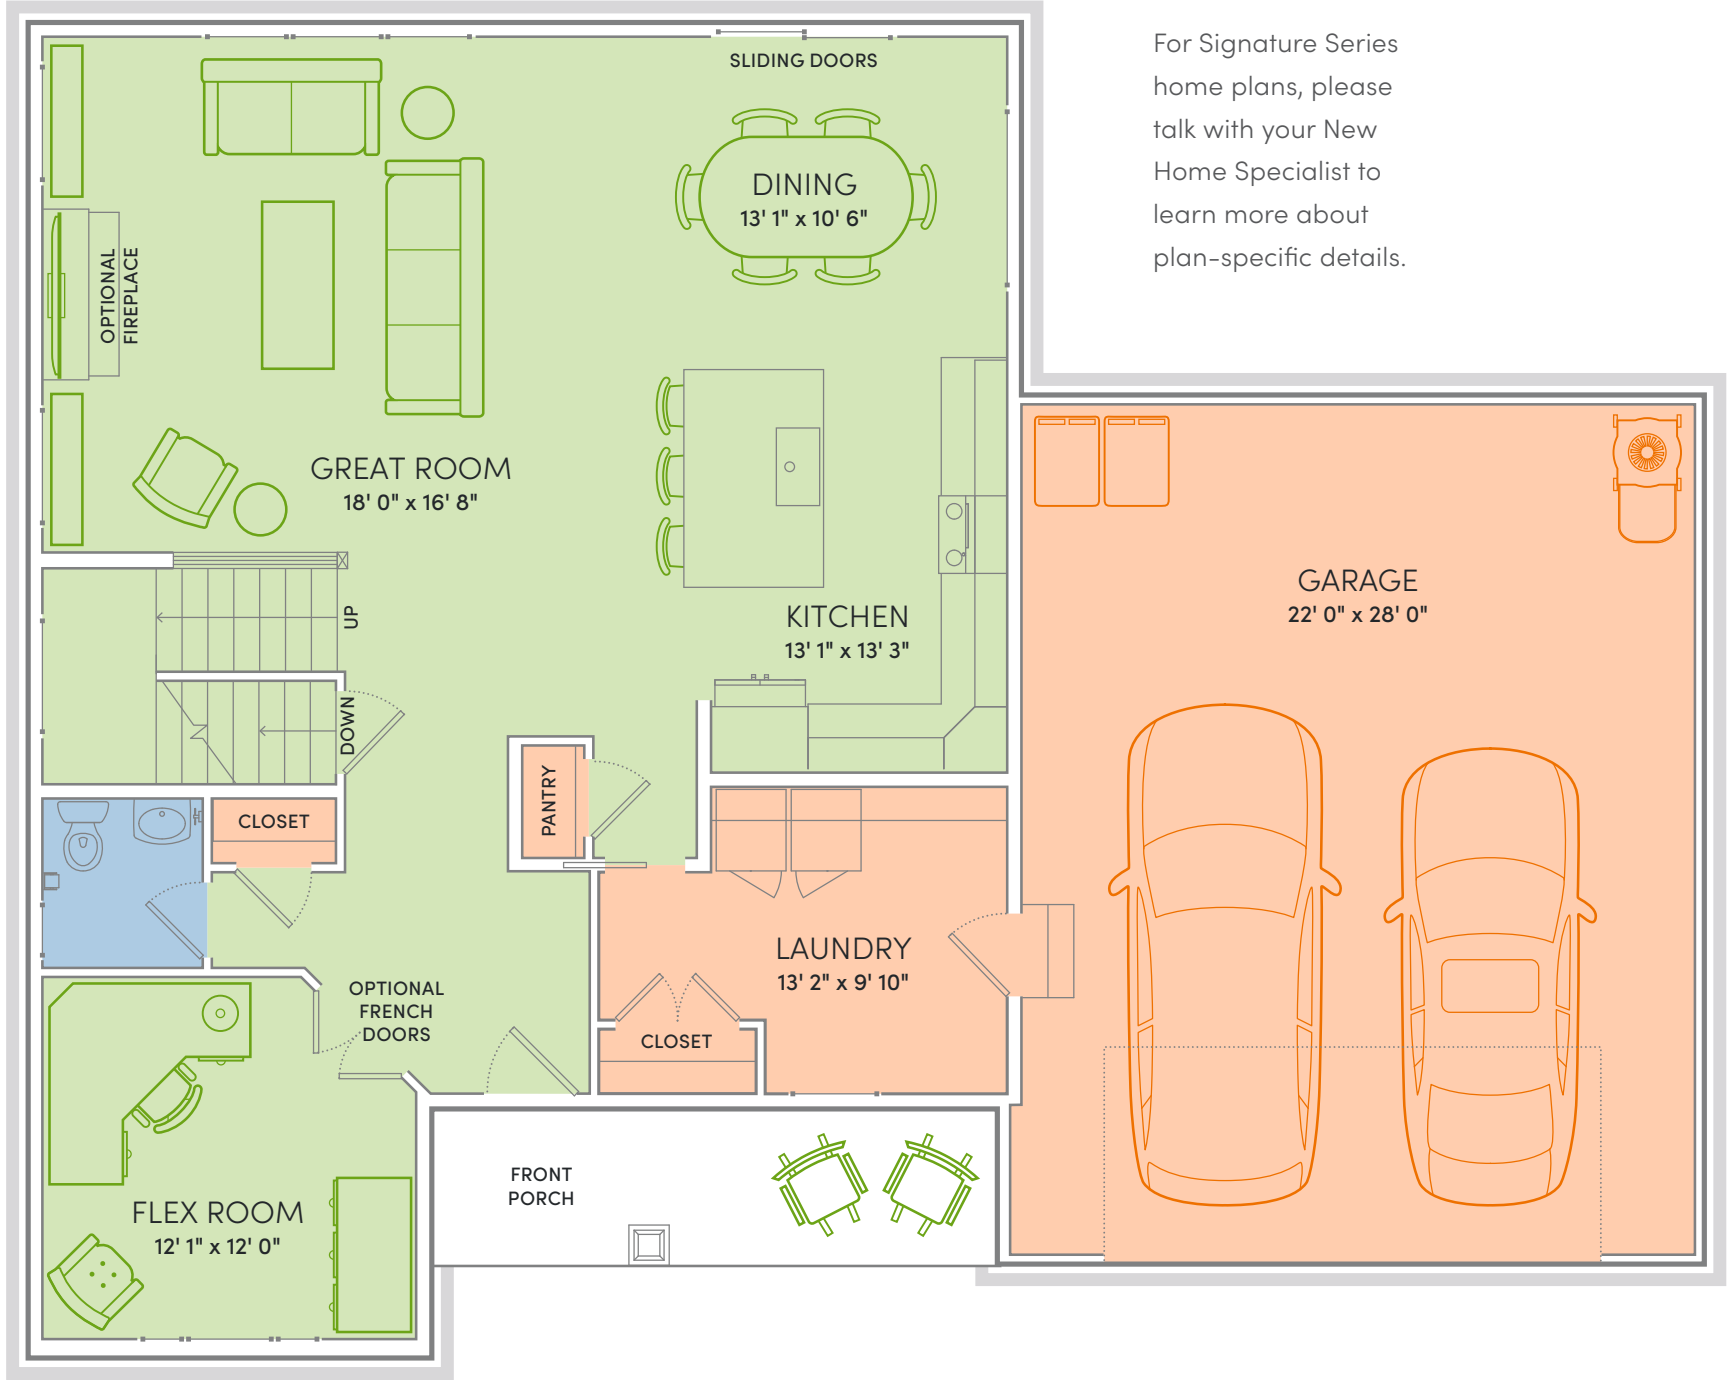 For Signature Series
home plans, please
talk with your New
Home Specialist to
learn more about
plan-specific details.
SLIDING DOORS
DINING
13' 1" x 10' 6"
OPTIONAL
FIREPLACE
GREAT ROOM
18' 0" x 16' 8"
GARAGE
22' 0" x 28' 0"
UP
KITCHEN
13' 1" x 13' 3"
DOWN
PANTRY
CLOSET
LAUNDRY
13' 2" x 9' 10"
OPTIONAL
FRENCH
DOORS
CLOSET
FRONT
PORCH
FLEX ROOM
12' 1" x 12' 0"